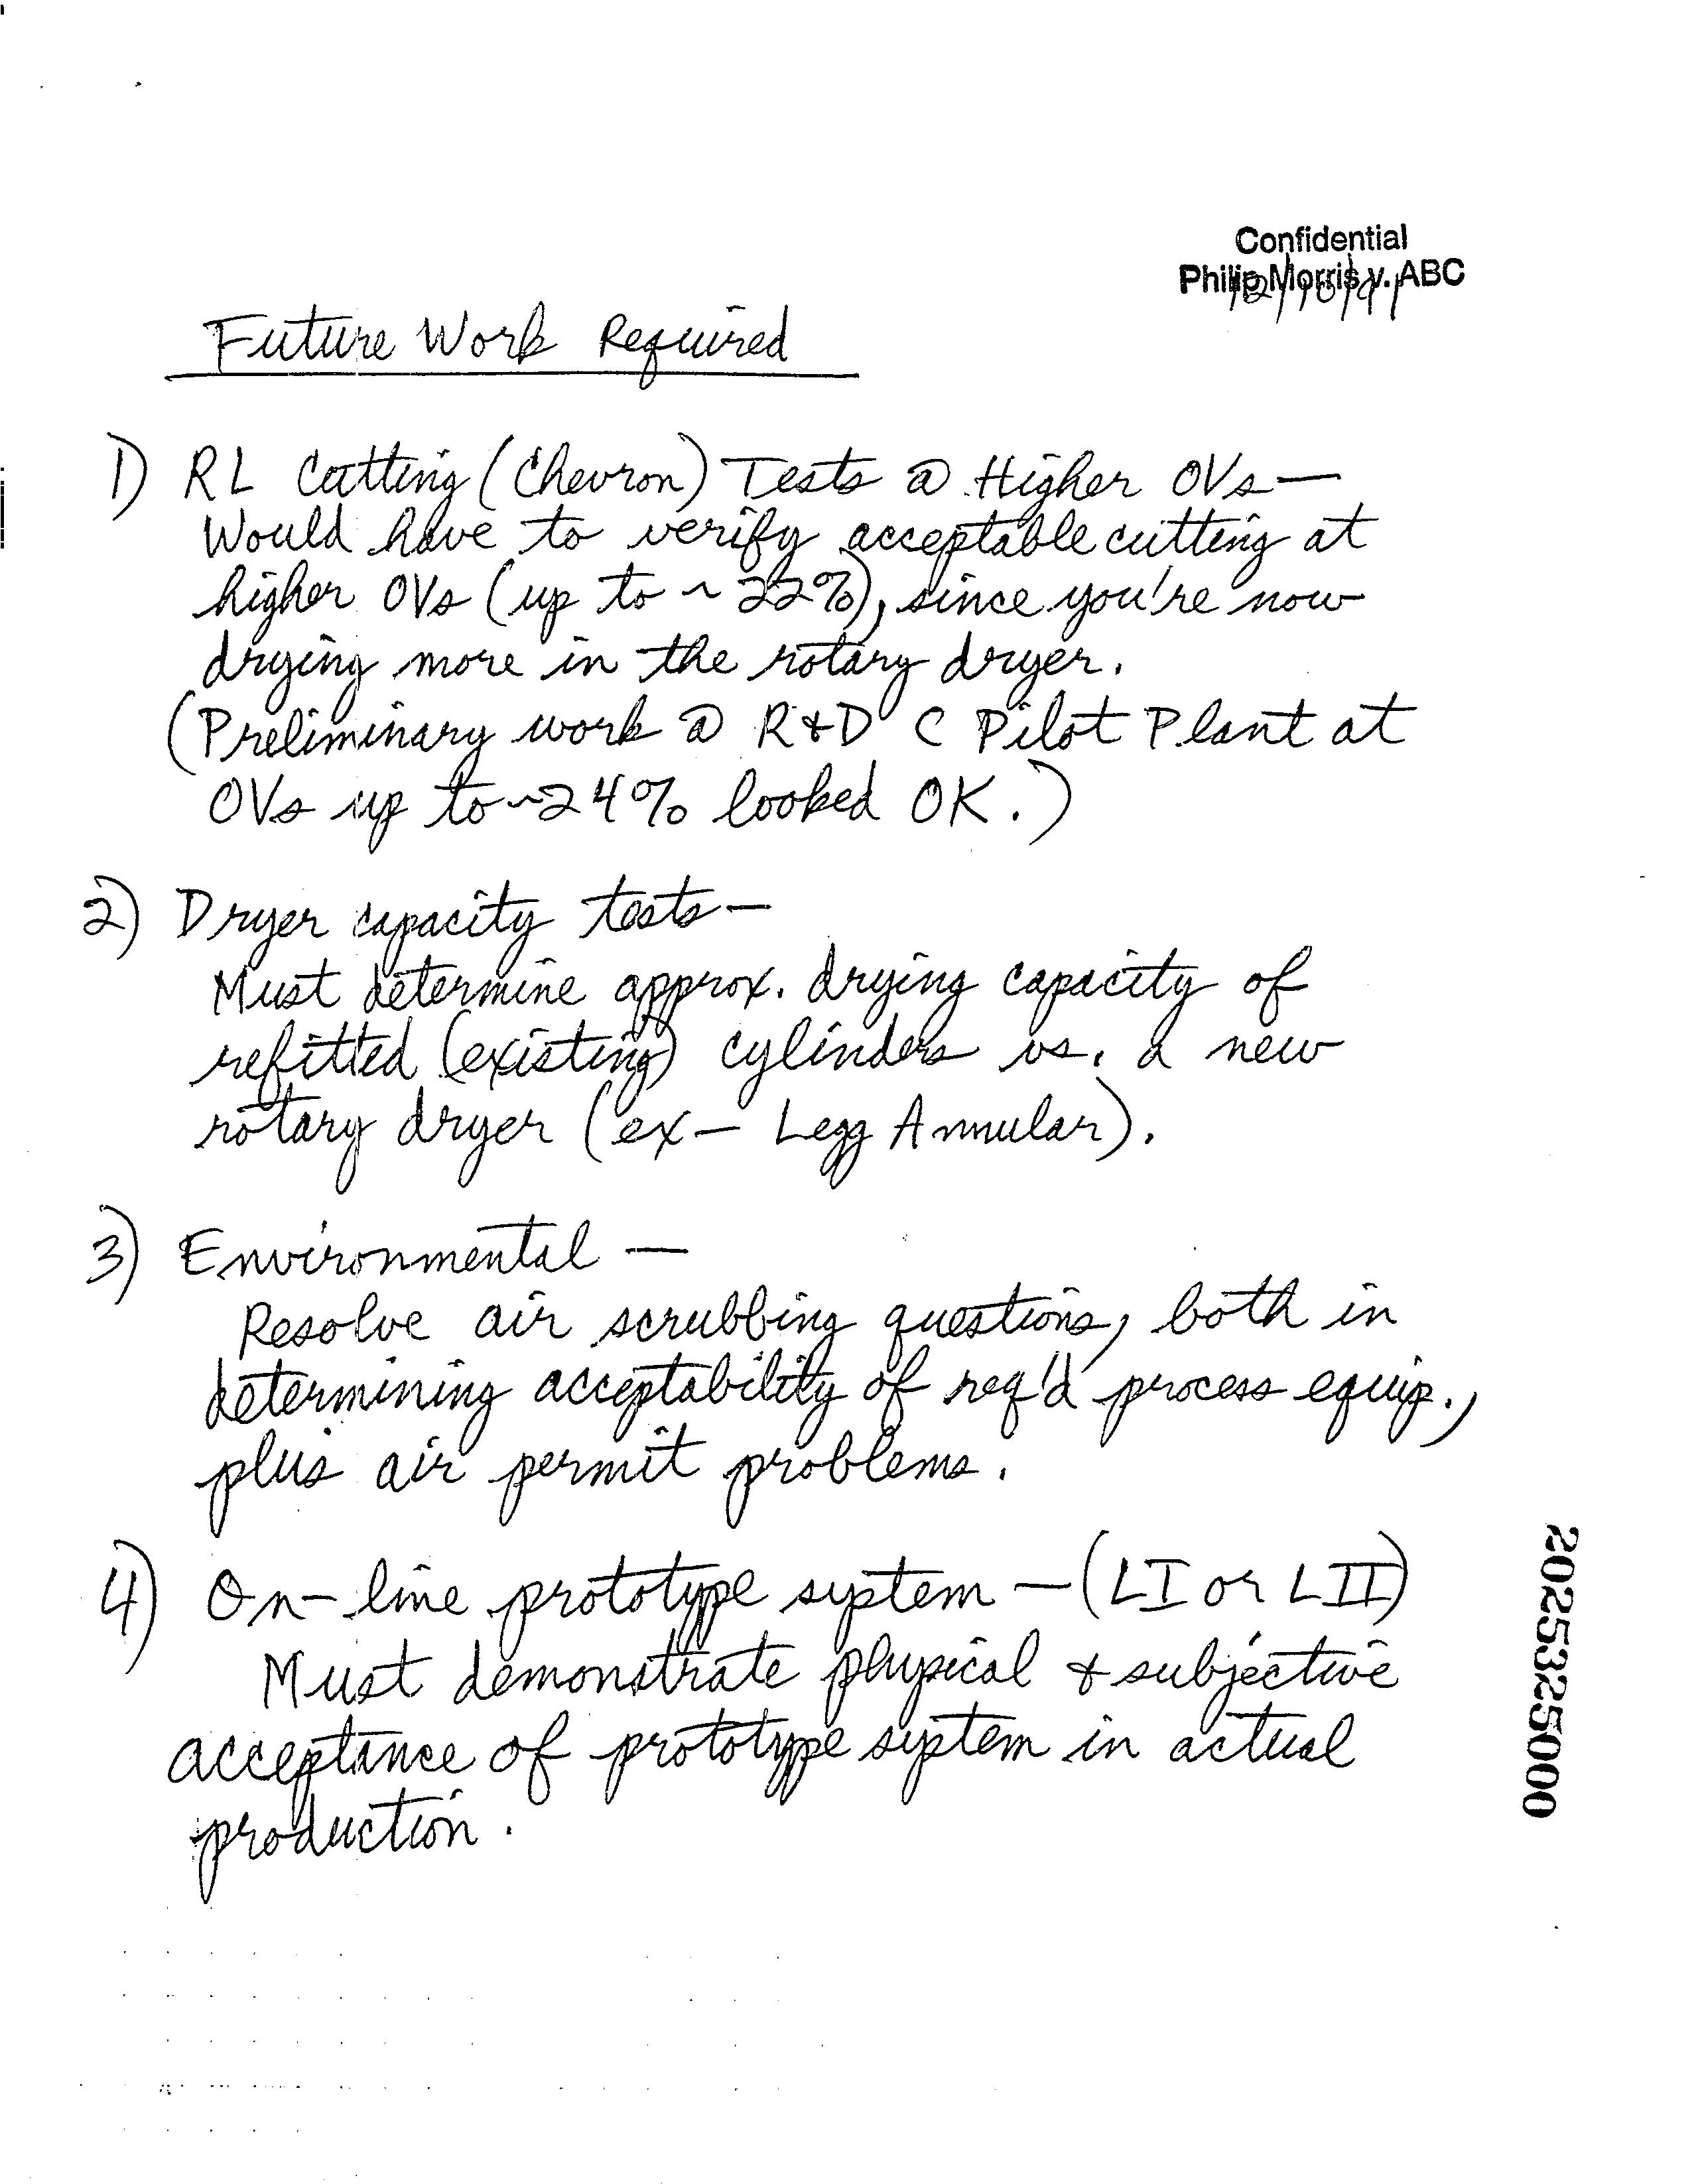 Confidential
Philip Morris v. ABC
12/10/91
Future Work Required
1) RL Cutting (Chevron) Tests @ Higher OVs —
Would have to verify acceptable cutting at
higher OVs (up to ~ 22%), since you're now
drying more in the rotary dryer.
(Preliminary work @ R&D C Pilot Plant at
OVs up to ~24% looked OK.)
2) Dryer capacity tests —
Must determine approx. drying capacity of
refitted (existing) cylinders vs. a new
rotary dryer (ex — Legg Annular).
3) Environmental —
Resolve air scrubbing questions, both in
determining acceptability of req'd process equip.,
plus air permit problems.
4) On-line prototype system — (LI or LII)
Must demonstrate physical & subjective
acceptance of prototype system in actual
production.
2025325000